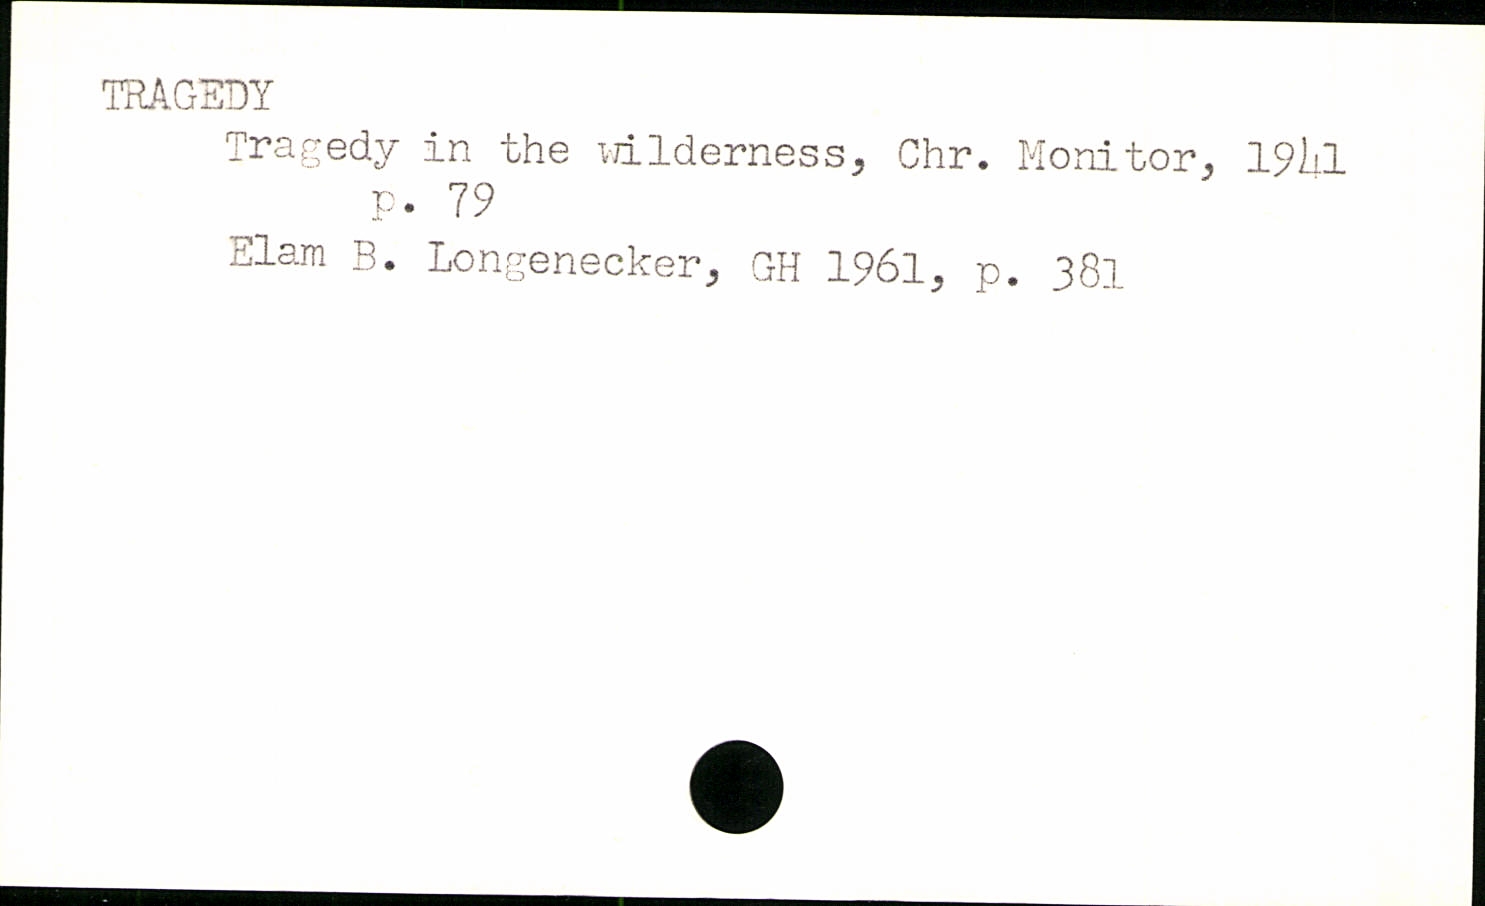 TRAGEDY
Tragedy in the wilderness, Chr. Monitor, 1941
p. 79
Elam B. Longenecker, GH 1961, p. 381